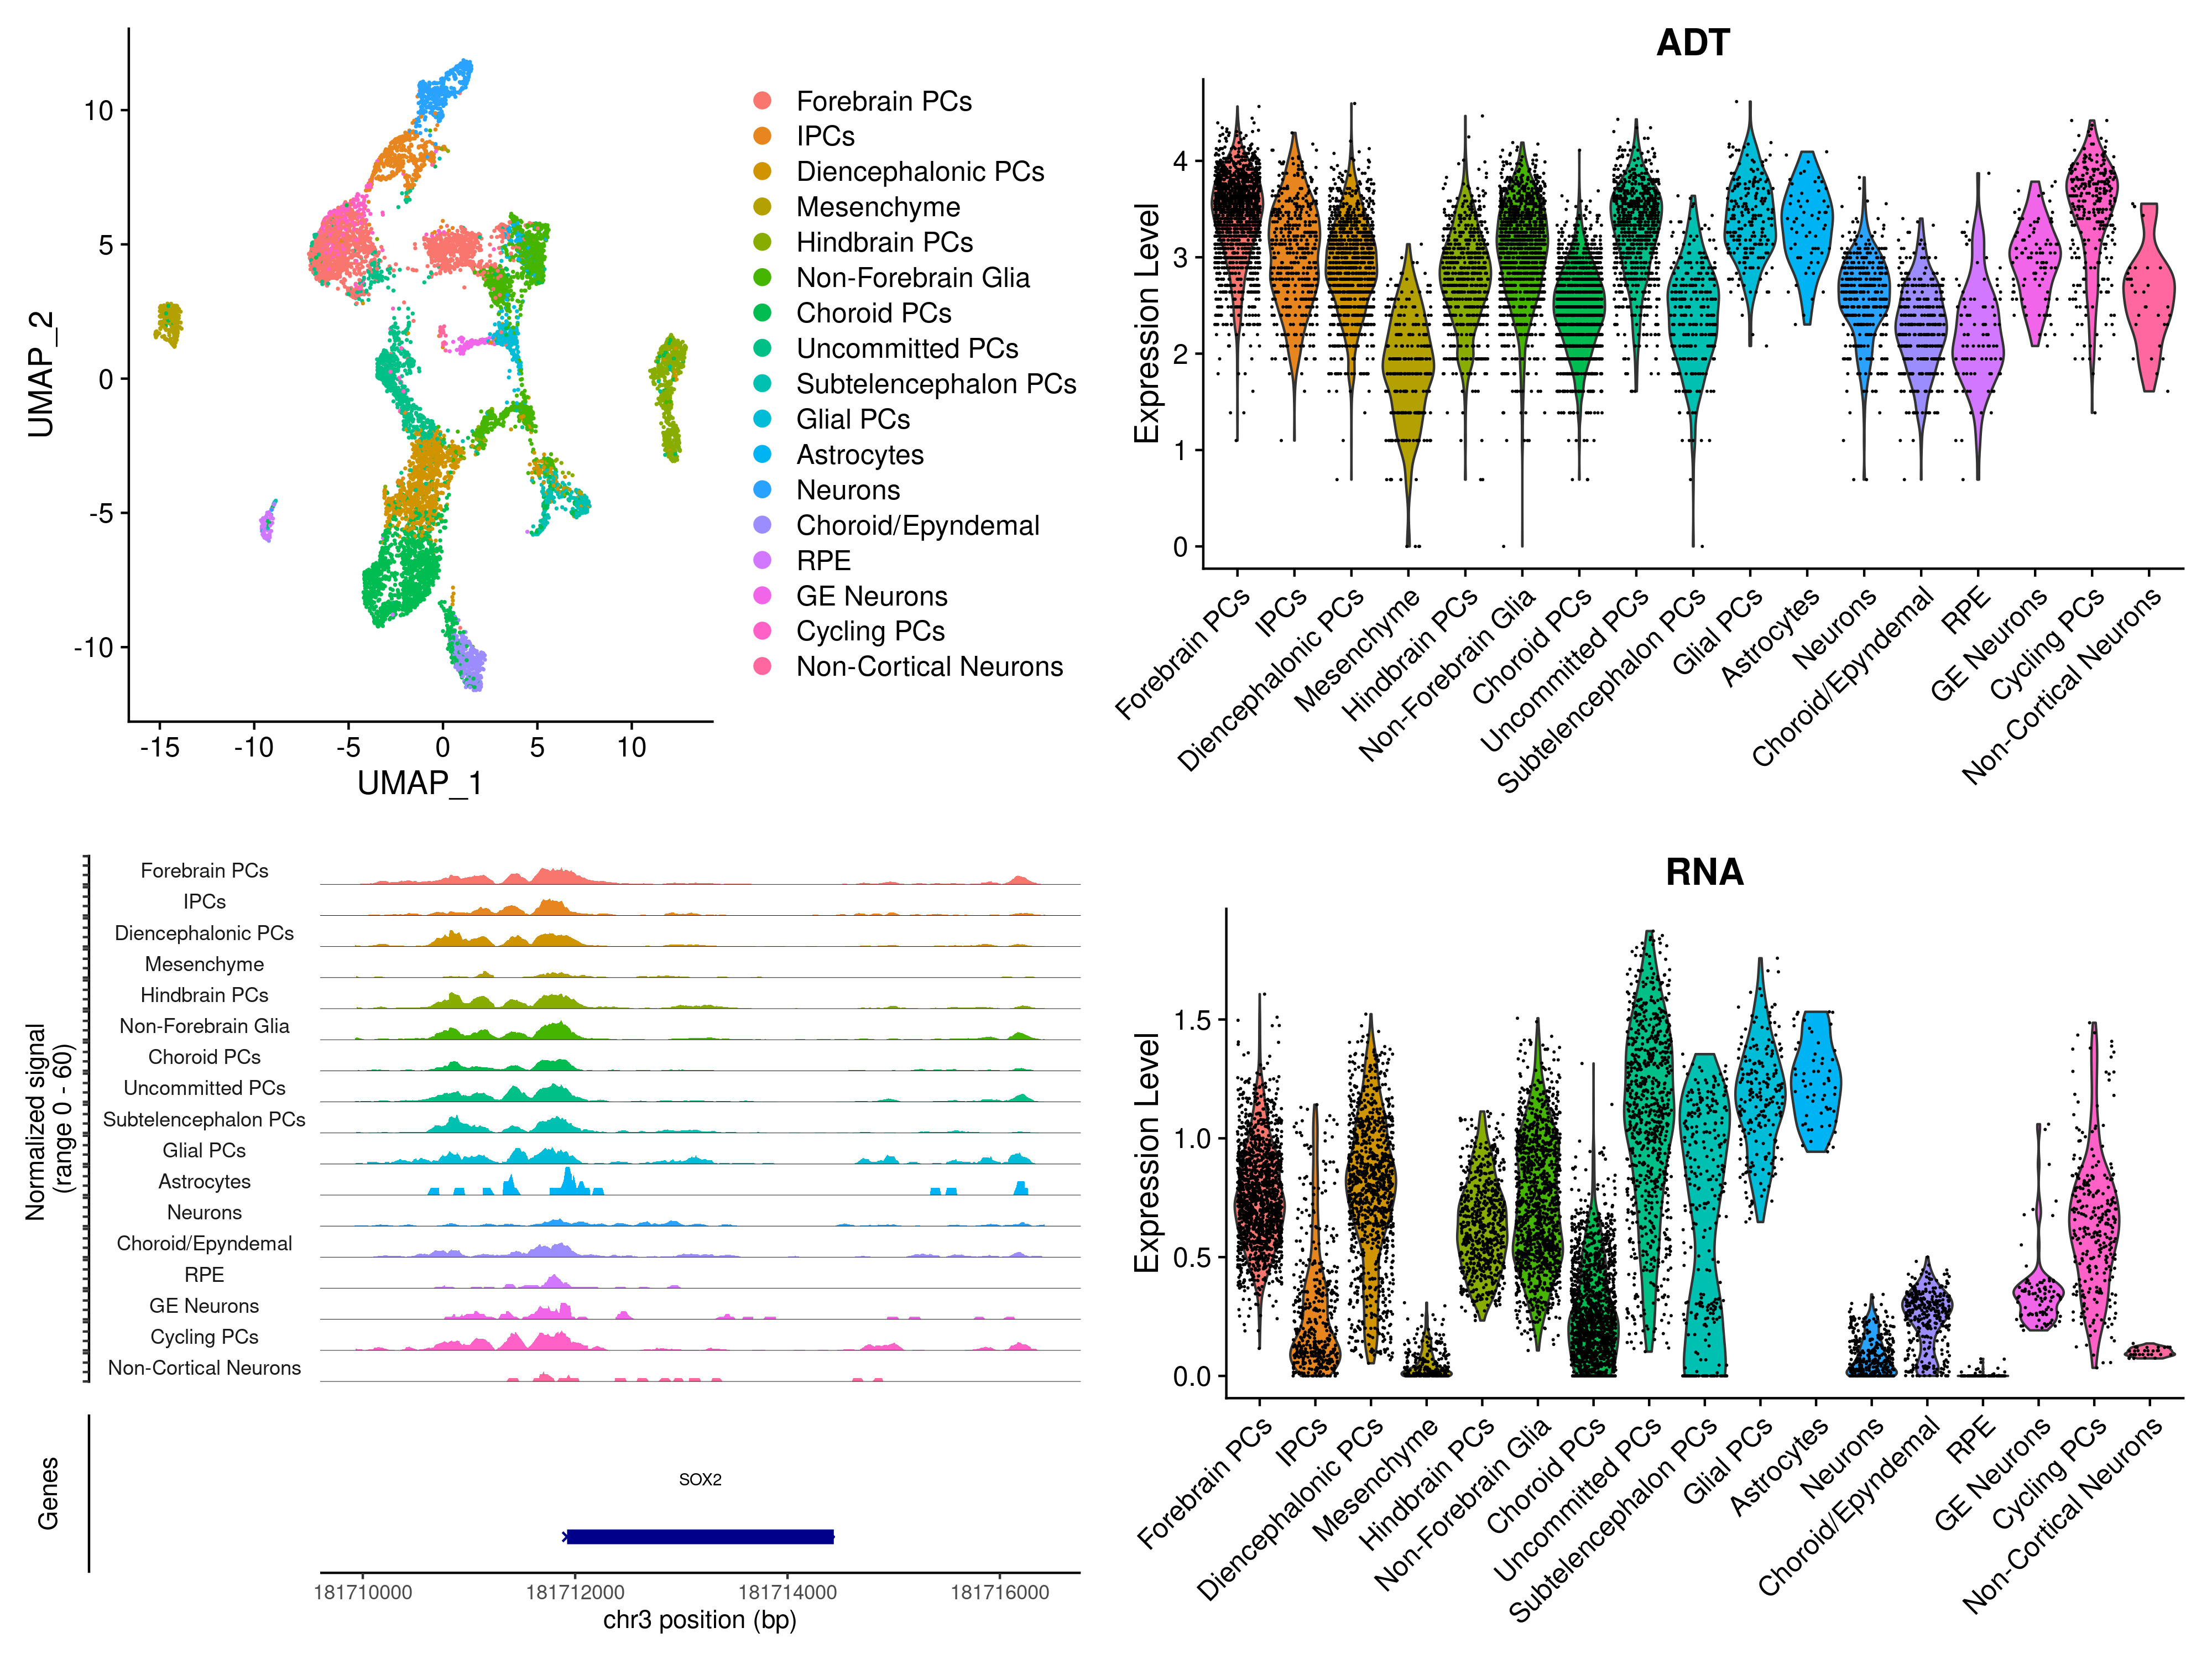 10
5
0
-5
-10
UMAP_2
-15 -10 -5 0 5 10
UMAP_1
Forebrain PCs
IPCs
Diencephalonic PCs
Mesenchyme
Hindbrain PCs
Non-Forebrain Glia
Choroid PCs
Uncommitted PCs
Subtelencephalon PCs
Glial PCs
Astrocytes
Neurons
Choroid/Epyndemal
RPE
GE Neurons
Cycling PCs
Non-Cortical Neurons
ADT
Expression Level
4
3
2
1
0
Forebrain PCs
IPCs
Diencephalonic PCs
Mesenchyme
Hindbrain PCs
Non-Forebrain Glia
Choroid PCs
Uncommitted PCs
Subtelencephalon PCs
Glial PCs
Astrocytes
Neurons
Choroid/Epyndemal
RPE
GE Neurons
Cycling PCs
Non-Cortical Neurons
Normalized signal
(range 0 - 60)
Forebrain PCs
IPCs
Diencephalonic PCs
Mesenchyme
Hindbrain PCs
Non-Forebrain Glia
Choroid PCs
Uncommitted PCs
Subtelencephalon PCs
Glial PCs
Astrocytes
Neurons
Choroid/Epyndemal
RPE
GE Neurons
Cycling PCs
Non-Cortical Neurons
Genes
SOX2
181710000 181712000 181714000 181716000
chr3 position (bp)
RNA
Expression Level
1.5
1.0
0.5
0.0
Forebrain PCs
IPCs
Diencephalonic PCs
Mesenchyme
Hindbrain PCs
Non-Forebrain Glia
Choroid PCs
Uncommitted PCs
Subtelencephalon PCs
Glial PCs
Astrocytes
Neurons
Choroid/Epyndemal
RPE
GE Neurons
Cycling PCs
Non-Cortical Neurons